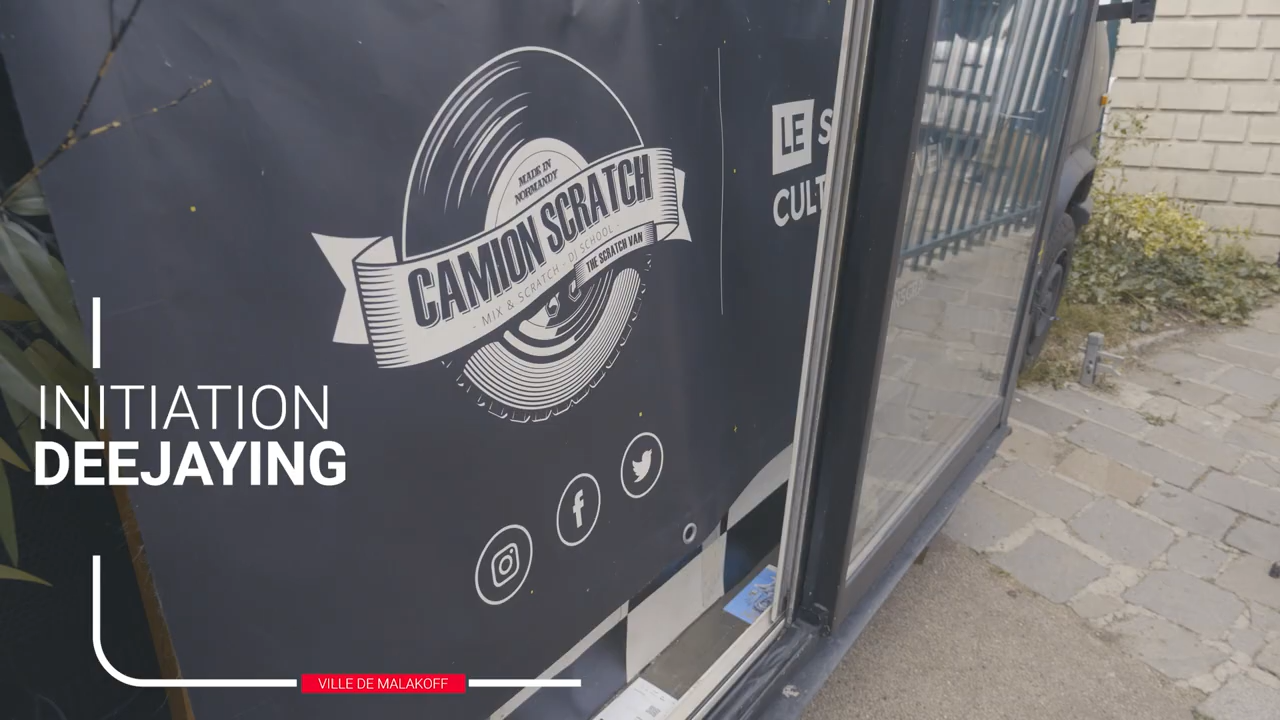 MADE IN
NORMANDY
CAMION SCRATCH
- MIX & SCRATCH - DJ SCHOOL -
THE SCRATCH VAN
LE S
CULT
INITIATION
DEEJAYING
VILLE DE MALAKOFF